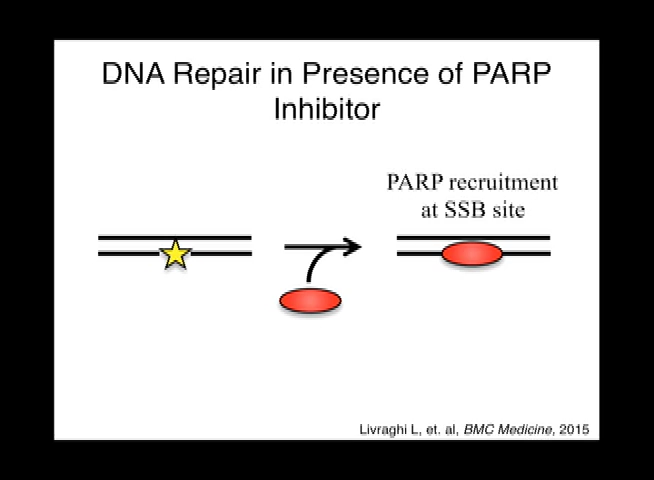 DNA Repair in Presence of PARP
Inhibitor
PARP recruitment
at SSB site
Livraghi L, et. al, BMC Medicine, 2015